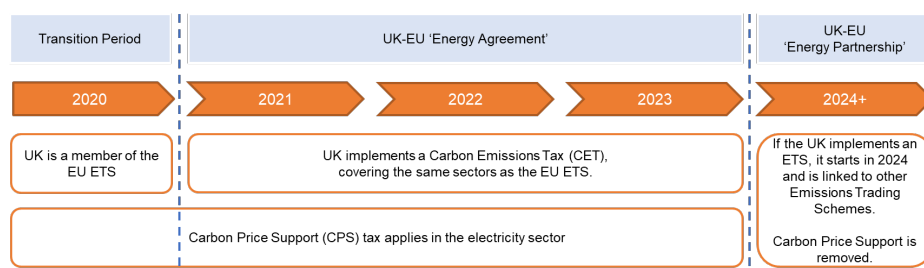 Transition Period
UK-EU ‘Energy Agreement’
UK-EU
‘Energy Partnership’
2020
2021
2022
2023
2024+
UK is a member of the
EU ETS
UK implements a Carbon Emissions Tax (CET),
covering the same sectors as the EU ETS.
If the UK implements an
ETS, it starts in 2024
and is linked to other
Emissions Trading
Schemes.
Carbon Price Support is
removed.
Carbon Price Support (CPS) tax applies in the electricity sector